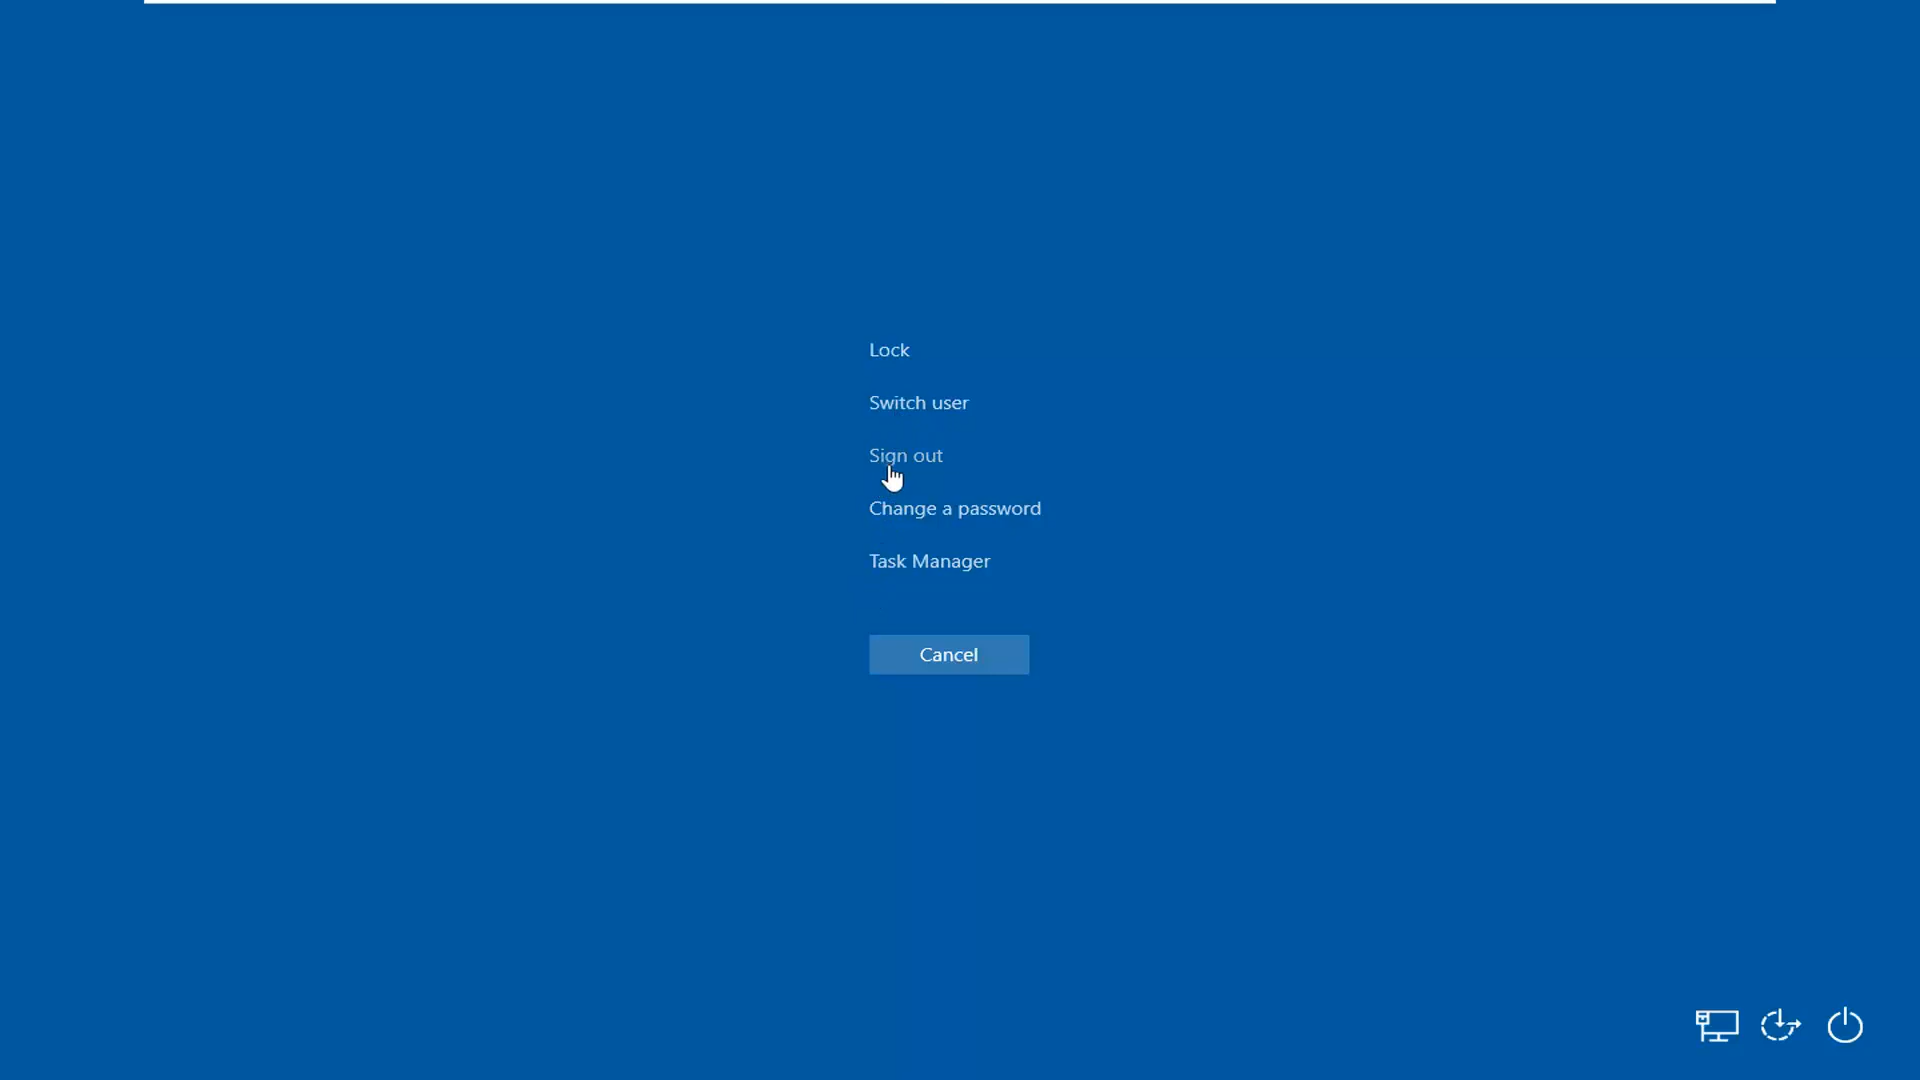 Lock
Switch user
Sign out
Change a password
Task Manager
Cancel